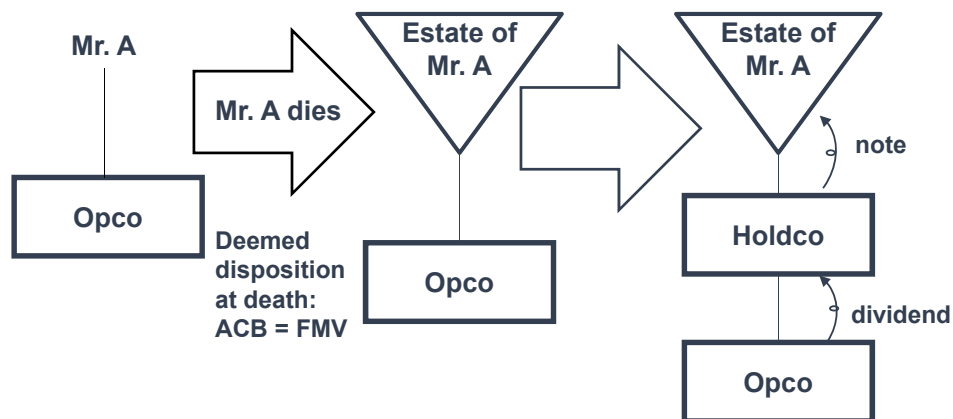 Mr. A
Opco
Mr. A dies
Deemed
disposition
at death:
ACB = FMV
Estate of
Mr. A
Opco
Estate of
Mr. A
note
Holdco
dividend
Opco